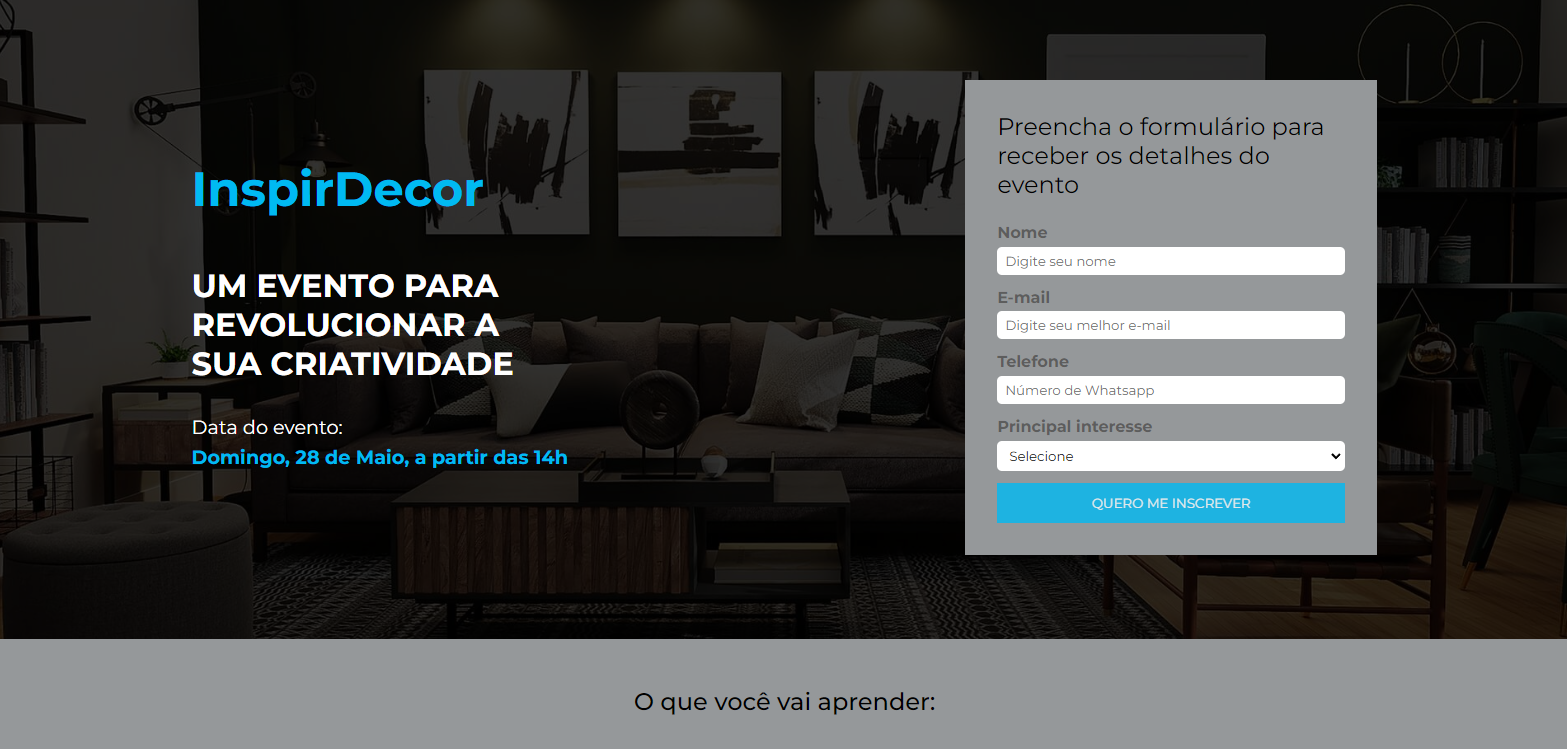 InspirDecor
UM EVENTO PARA
REVOLUCIONAR A
SUA CRIATIVIDADE
Data do evento:
Domingo, 28 de Maio, a partir das 14h
Preencha o formulário para
receber os detalhes do
evento
Nome
Digite seu nome
E-mail
Digite seu melhor e-mail
Telefone
Número de Whatsapp
Principal interesse
Selecione
QUERO ME INSCREVER
O que você vai aprender: